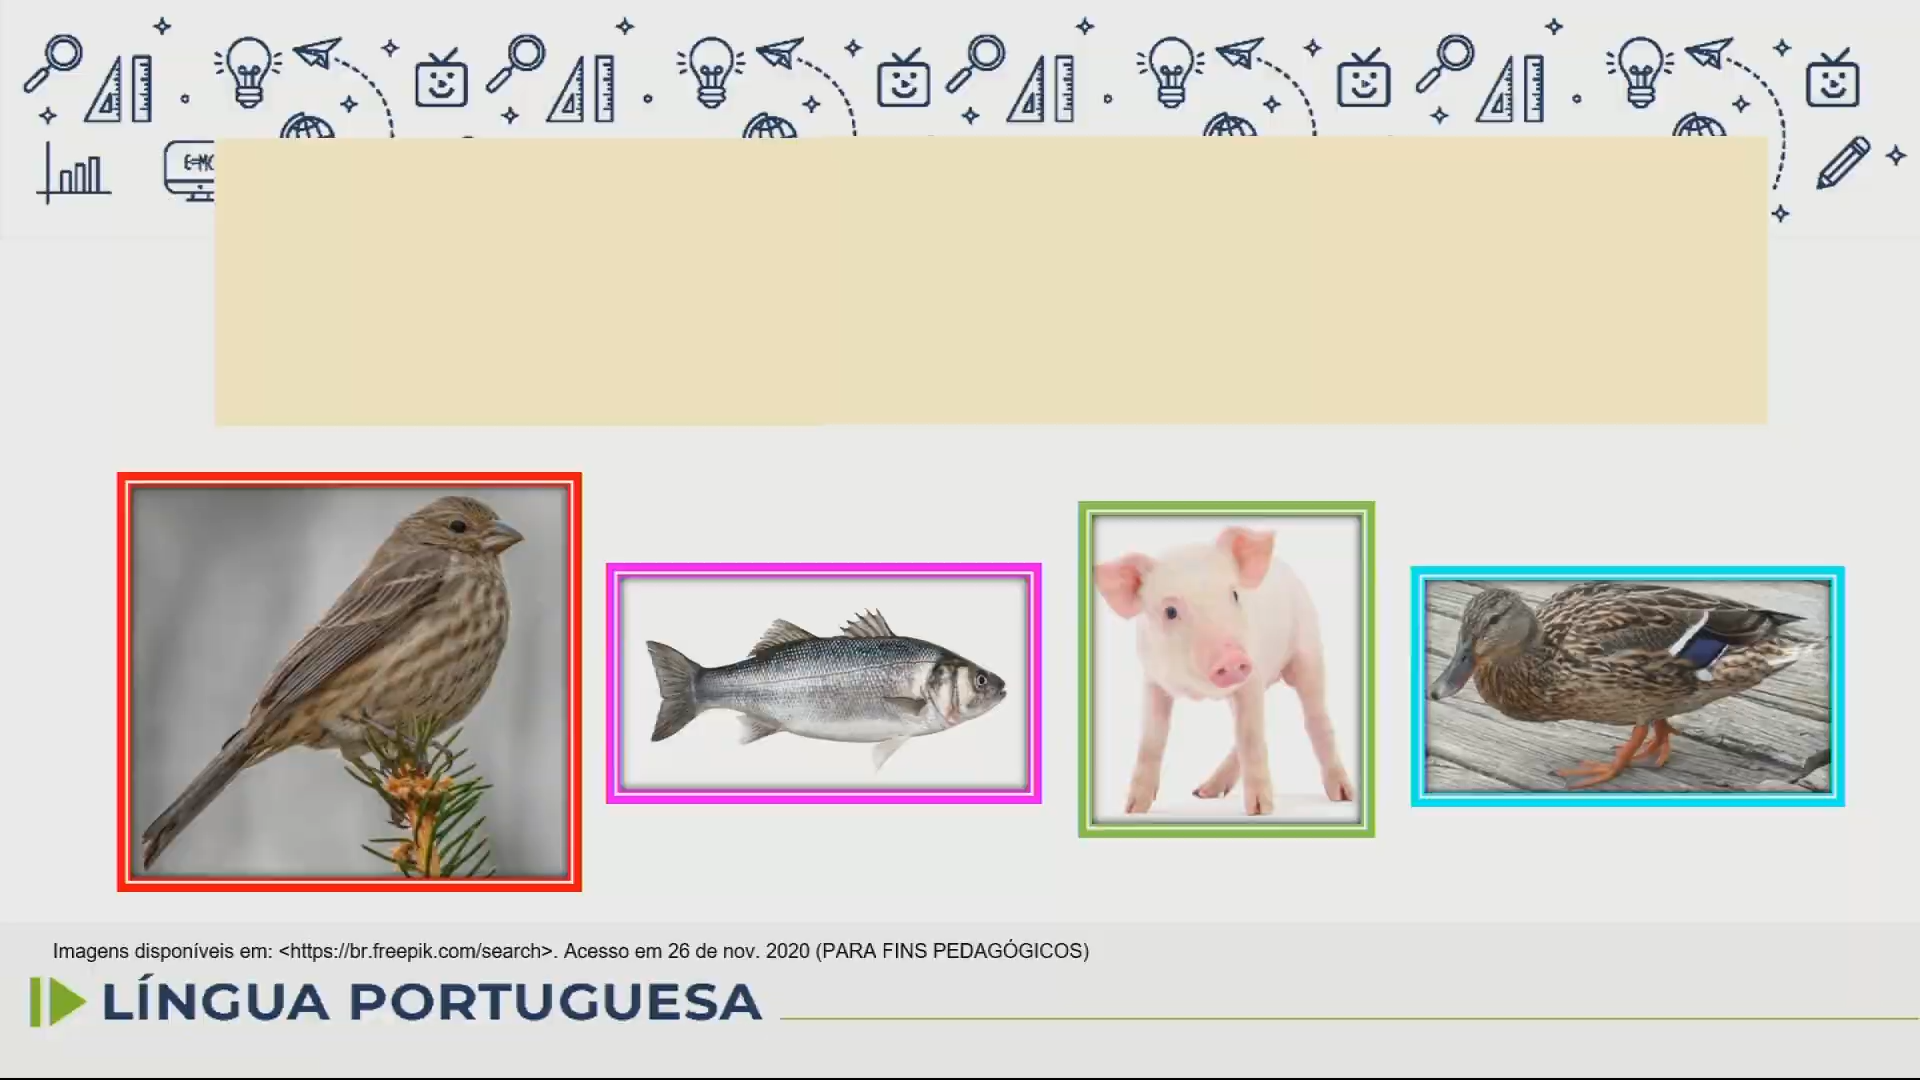 E=MC
Imagens disponíveis em: <https://br.freepik.com/search>. Acesso em 26 de nov. 2020 (PARA FINS PEDAGÓGICOS)
LÍNGUA PORTUGUESA